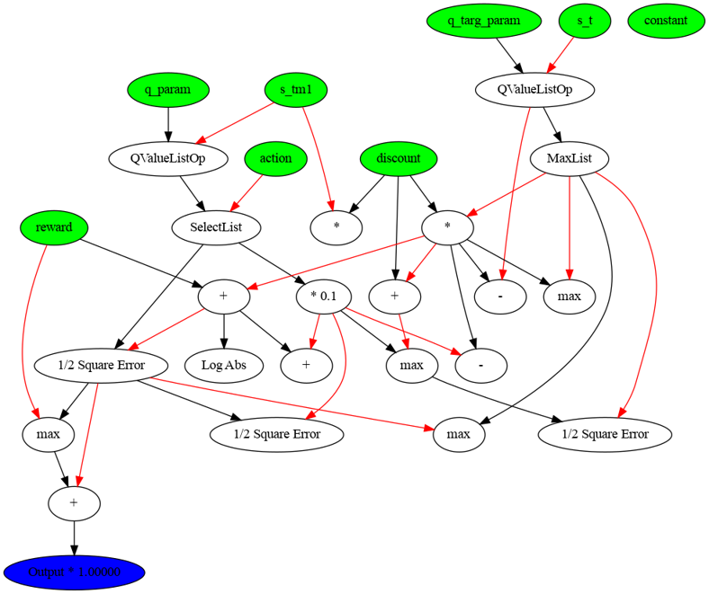 q_targ_param
s_t
constant
q_param
s_tm1
QValueListOp
QValueListOp
action
discount
MaxList
reward
SelectList
*
*
+
* 0.1
+
-
max
1/2 Square Error
Log Abs
+
max
-
max
1/2 Square Error
max
1/2 Square Error
+
Output * 1.00000